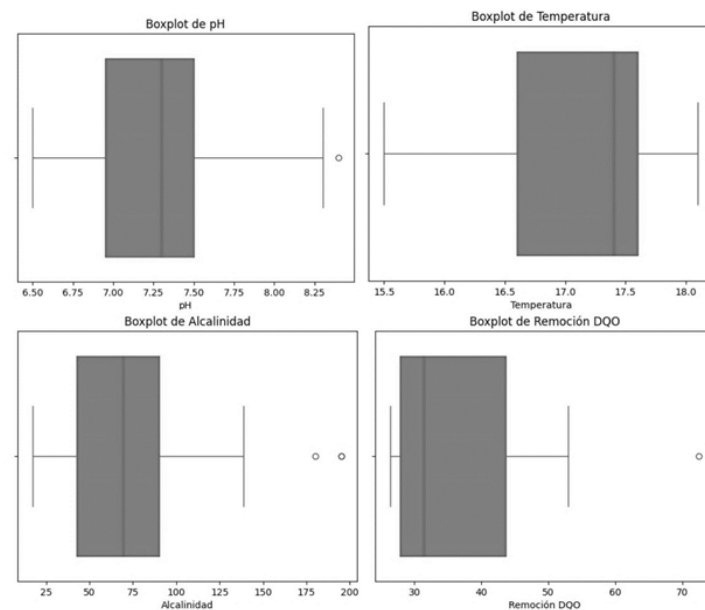 Boxplot de pH
6.50 6.75 7.00 7.25 7.50 7.75 8.00 8.25
pH
Boxplot de Temperatura
15.5 16.0 16.5 17.0 17.5 18.0
Temperatura
Boxplot de Alcalinidad
25 50 75 100 125 150 175 200
Alcalinidad
Boxplot de Remoción DQO
30 40 50 60 70
Remoción DQO